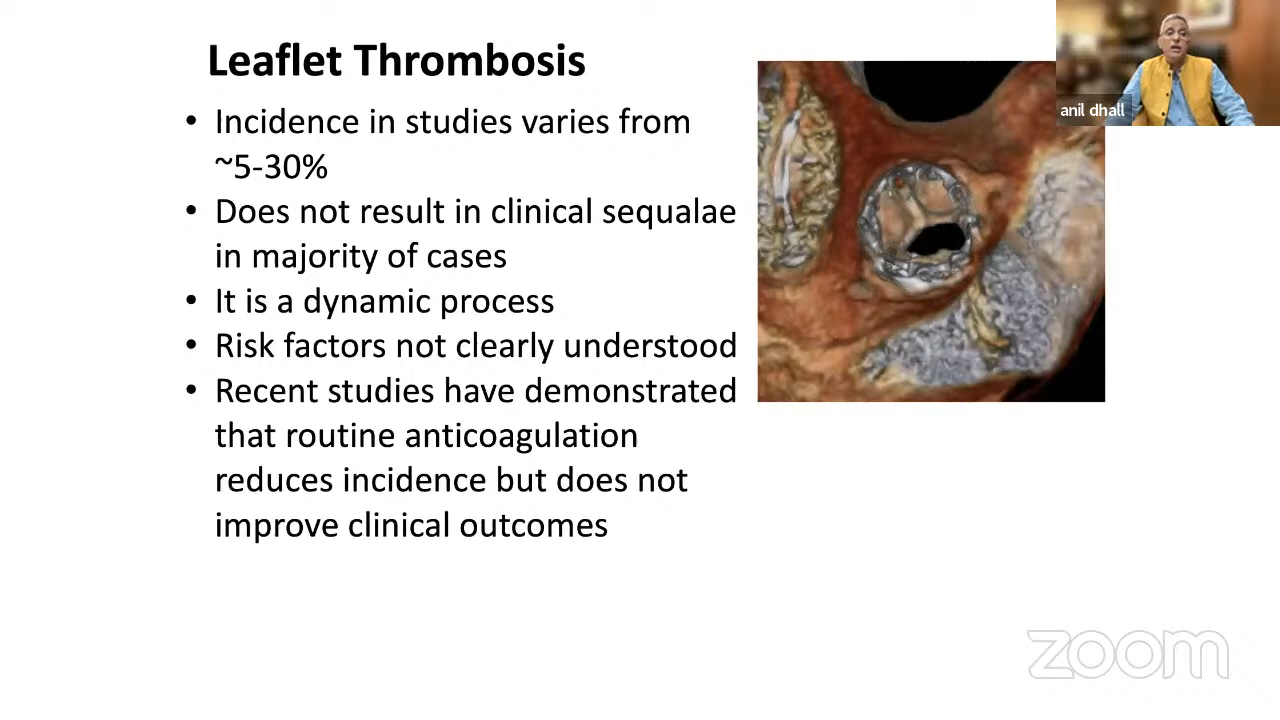 Leaflet Thrombosis
• Incidence in studies varies from
~5-30%
• Does not result in clinical sequalae
in majority of cases
• It is a dynamic process
• Risk factors not clearly understood
• Recent studies have demonstrated
that routine anticoagulation
reduces incidence but does not
improve clinical outcomes
anil dhall
zoom